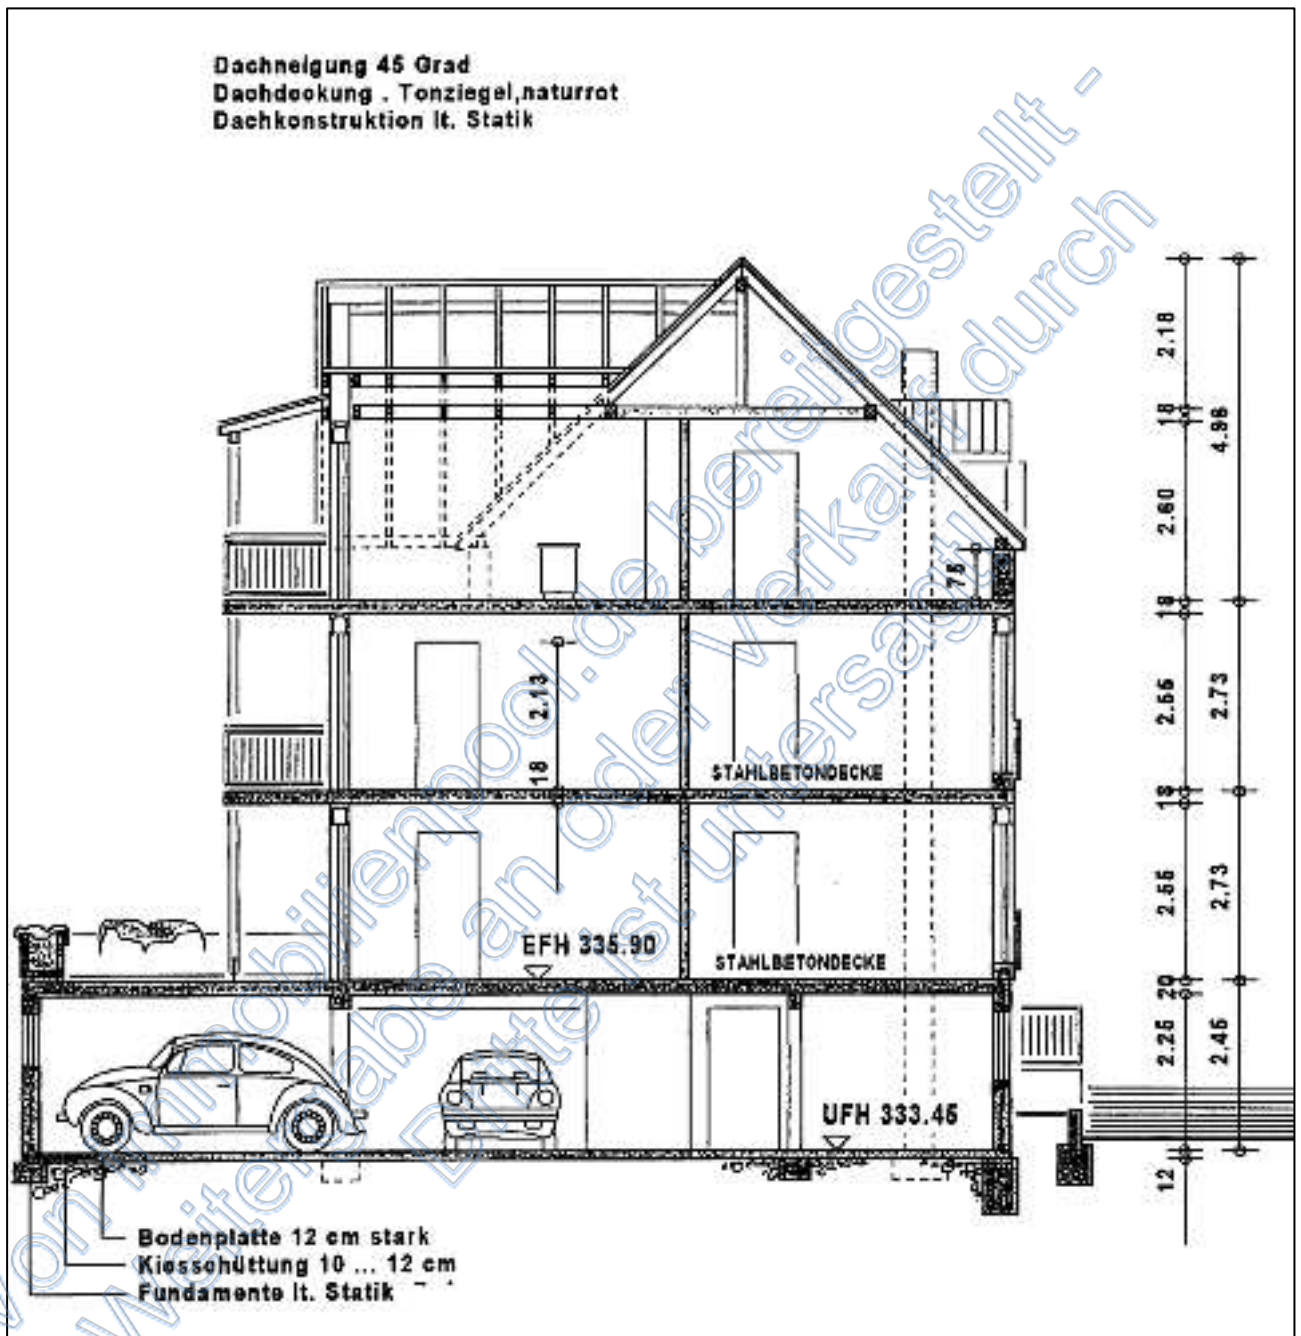 Dachneigung 45 Grad
Dachdeckung . Tonziegel,naturrot
Dachkonstruktion lt. Statik
von immobilienpool.de bereitgestellt -
Weitergabe an oder Verkauf durch
Dritte ist untersagt!
2.18
18
4.96
2.60
75
18
2.13
2.55
2.73
18
STAHLBETONDECKE
18
2.55
2.73
EFH 335.90
STAHLBETONDECKE
20
2.25
2.45
UFH 333.45
12
Bodenplatte 12 cm stark
Kiesschüttung 10 ... 12 cm
Fundamente lt. Statik